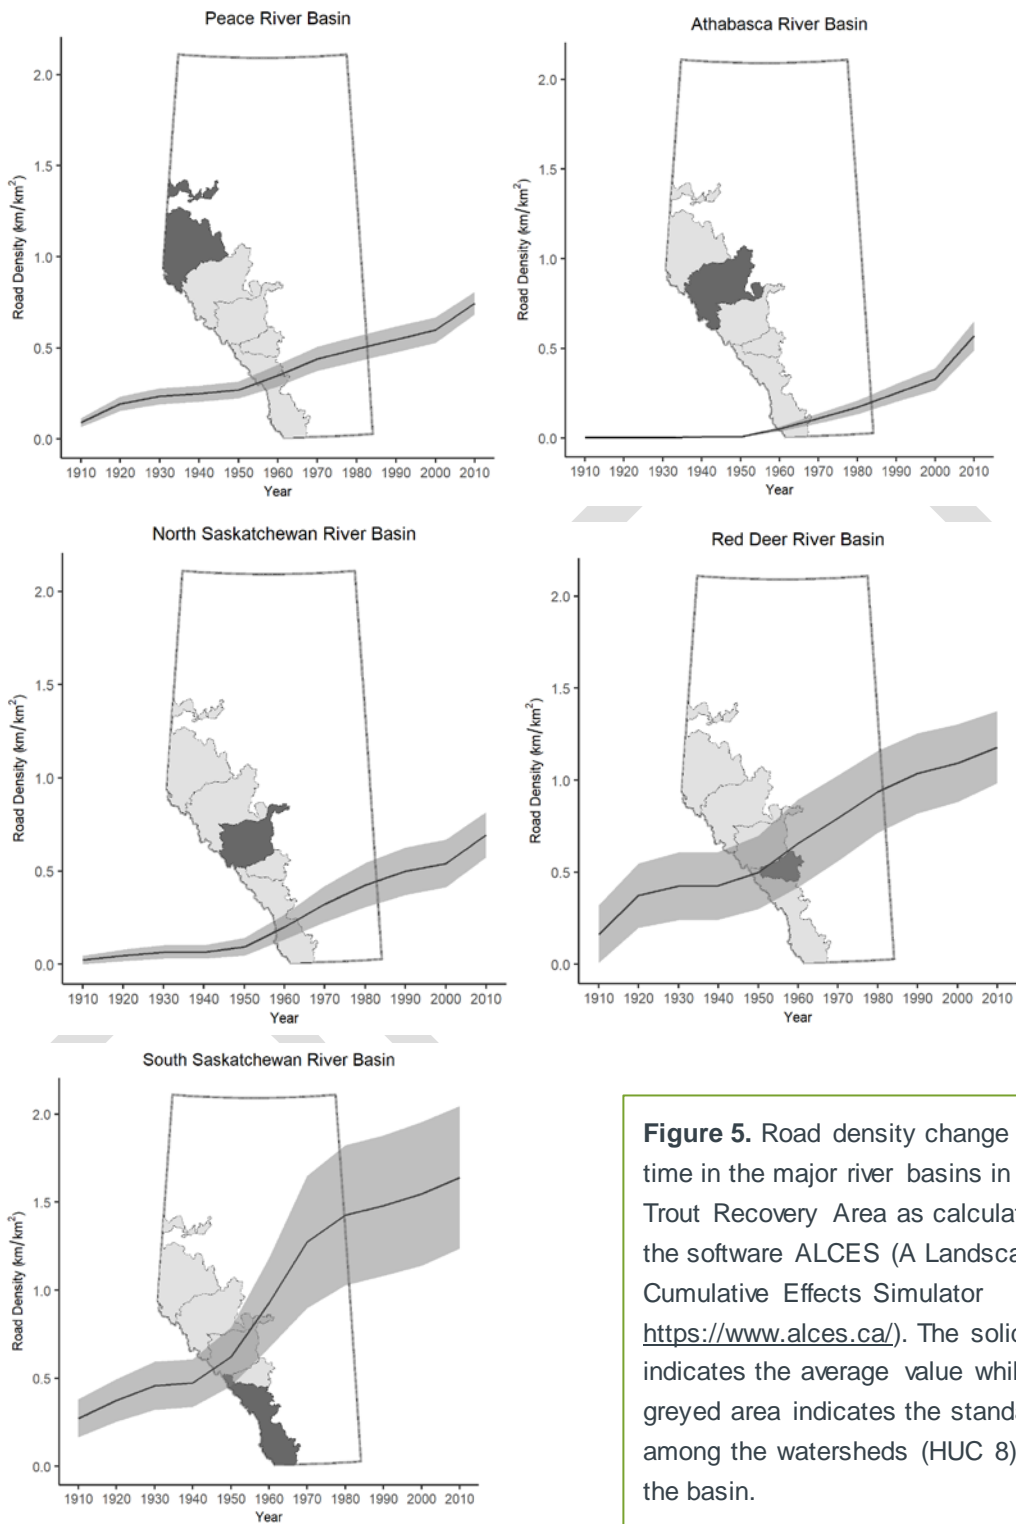 Peace River Basin
Road Density (km/km²)
2.0
1.5
1.0
0.5
0.0
1910 1920 1930 1940 1950 1960 1970 1980 1990 2000 2010
Year
Athabasca River Basin
Road Density (km/km²)
2.0
1.5
1.0
0.5
0.0
1910 1920 1930 1940 1950 1960 1970 1980 1990 2000 2010
Year
North Saskatchewan River Basin
Road Density (km/km²)
2.0
1.5
1.0
0.5
0.0
1910 1920 1930 1940 1950 1960 1970 1980 1990 2000 2010
Year
Red Deer River Basin
Road Density (km/km²)
2.0
1.5
1.0
0.5
0.0
1910 1920 1930 1940 1950 1960 1970 1980 1990 2000 2010
Year
South Saskatchewan River Basin
Road Density (km/km²)
2.0
1.5
1.0
0.5
0.0
1910 1920 1930 1940 1950 1960 1970 1980 1990 2000 2010
Year
Figure 5. Road density change
time in the major river basins in
Trout Recovery Area as
the software ALCES (A
Cumulative Effects Simulator
https://www.alces.ca/). The
indicates the average value
greyed area indicates the
among the watersheds (HUC 8)
the basin.